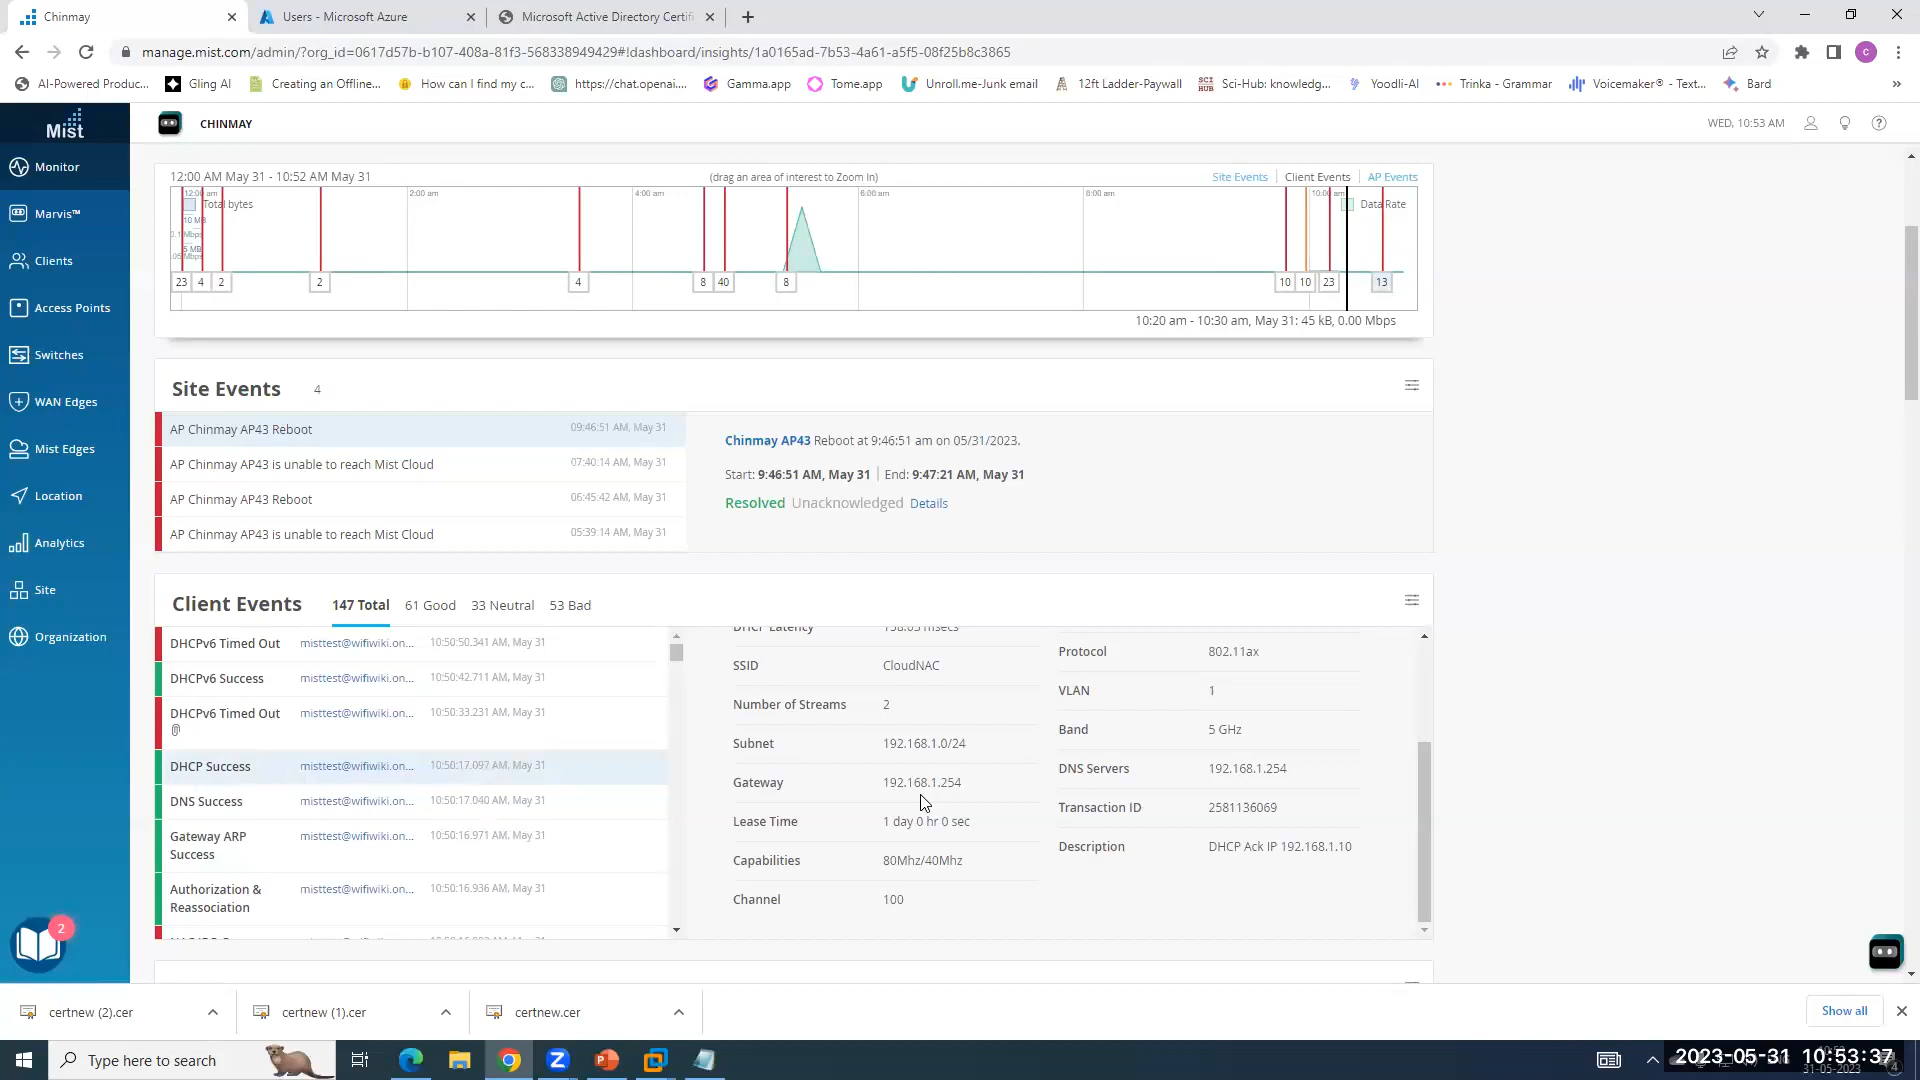 Chinmay
Users - Microsoft Azure
Microsoft Active Directory Certifi
manage.mist.com/admin/?org_id=0617d57b-b107-408a-81f3-568338949429#!dashboard/insights/1a0165ad-7b53-4a61-a5f5-08f25b8c3865
C
AI-Powered Produc...
Gling AI
Creating an Offline...
How can I find my c...
https://chat.openai....
Gamma.app
Tome.app
Unroll.me-Junk email
12ft Ladder-Paywall
SCI HUB
Sci-Hub: knowledg...
Yoodli-AI
Trinka - Grammar
Voicemaker® - Text...
Bard
»
Mist
CHINMAY
WED, 10:53 AM
Monitor
Marvis™
Clients
Access Points
Switches
WAN Edges
Mist Edges
Location
Analytics
Site
Organization
2
12:00 AM May 31 - 10:52 AM May 31
(drag an area of interest to Zoom In)
Site Events
Client Events
AP Events
12:00 am
2:00 am
4:00 am
6:00 am
8:00 am
10:00 am
Total bytes
Data Rate
10 MB
5 MB
23 4 2 2 4 8 40 8 10 10 23 13
10:20 am - 10:30 am, May 31: 45 kB, 0.00 Mbps
Site Events 4
AP Chinmay AP43 Reboot 09:46:51 AM, May 31
AP Chinmay AP43 is unable to reach Mist Cloud 07:40:14 AM, May 31
AP Chinmay AP43 Reboot 06:45:42 AM, May 31
AP Chinmay AP43 is unable to reach Mist Cloud 05:39:14 AM, May 31
Chinmay AP43 Reboot at 9:46:51 am on 05/31/2023.
Start: 9:46:51 AM, May 31 | End: 9:47:21 AM, May 31
Resolved Unacknowledged Details
Client Events 147 Total 61 Good 33 Neutral 53 Bad
DHCPv6 Timed Out misttest@wifiwiki.on... 10:50:50.341 AM, May 31
DHCPv6 Success misttest@wifiwiki.on... 10:50:42.711 AM, May 31
DHCPv6 Timed Out misttest@wifiwiki.on... 10:50:33.231 AM, May 31
DHCP Success misttest@wifiwiki.on... 10:50:17.097 AM, May 31
DNS Success misttest@wifiwiki.on... 10:50:17.040 AM, May 31
Gateway ARP Success misttest@wifiwiki.on... 10:50:16.971 AM, May 31
Authorization & Reassociation misttest@wifiwiki.on... 10:50:16.936 AM, May 31
DHCP Latency
SSID CloudNAC
Number of Streams 2
Subnet 192.168.1.0/24
Gateway 192.168.1.254
Lease Time 1 day 0 hr 0 sec
Capabilities 80Mhz/40Mhz
Channel 100
Protocol 802.11ax
VLAN 1
Band 5 GHz
DNS Servers 192.168.1.254
Transaction ID 2581136069
Description DHCP Ack IP 192.168.1.10
certnew (2).cer
certnew (1).cer
certnew.cer
Show all
Type here to search
2023-05-31 10:53:37
31-05-2023
4